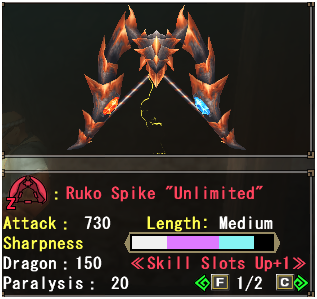 Z : Ruko Spike "Unlimited"
Attack : 730 Length: Medium
Sharpness
Dragon : 150 ≪Skill Slots Up+1≫
Paralysis : 20 F 1/2 C